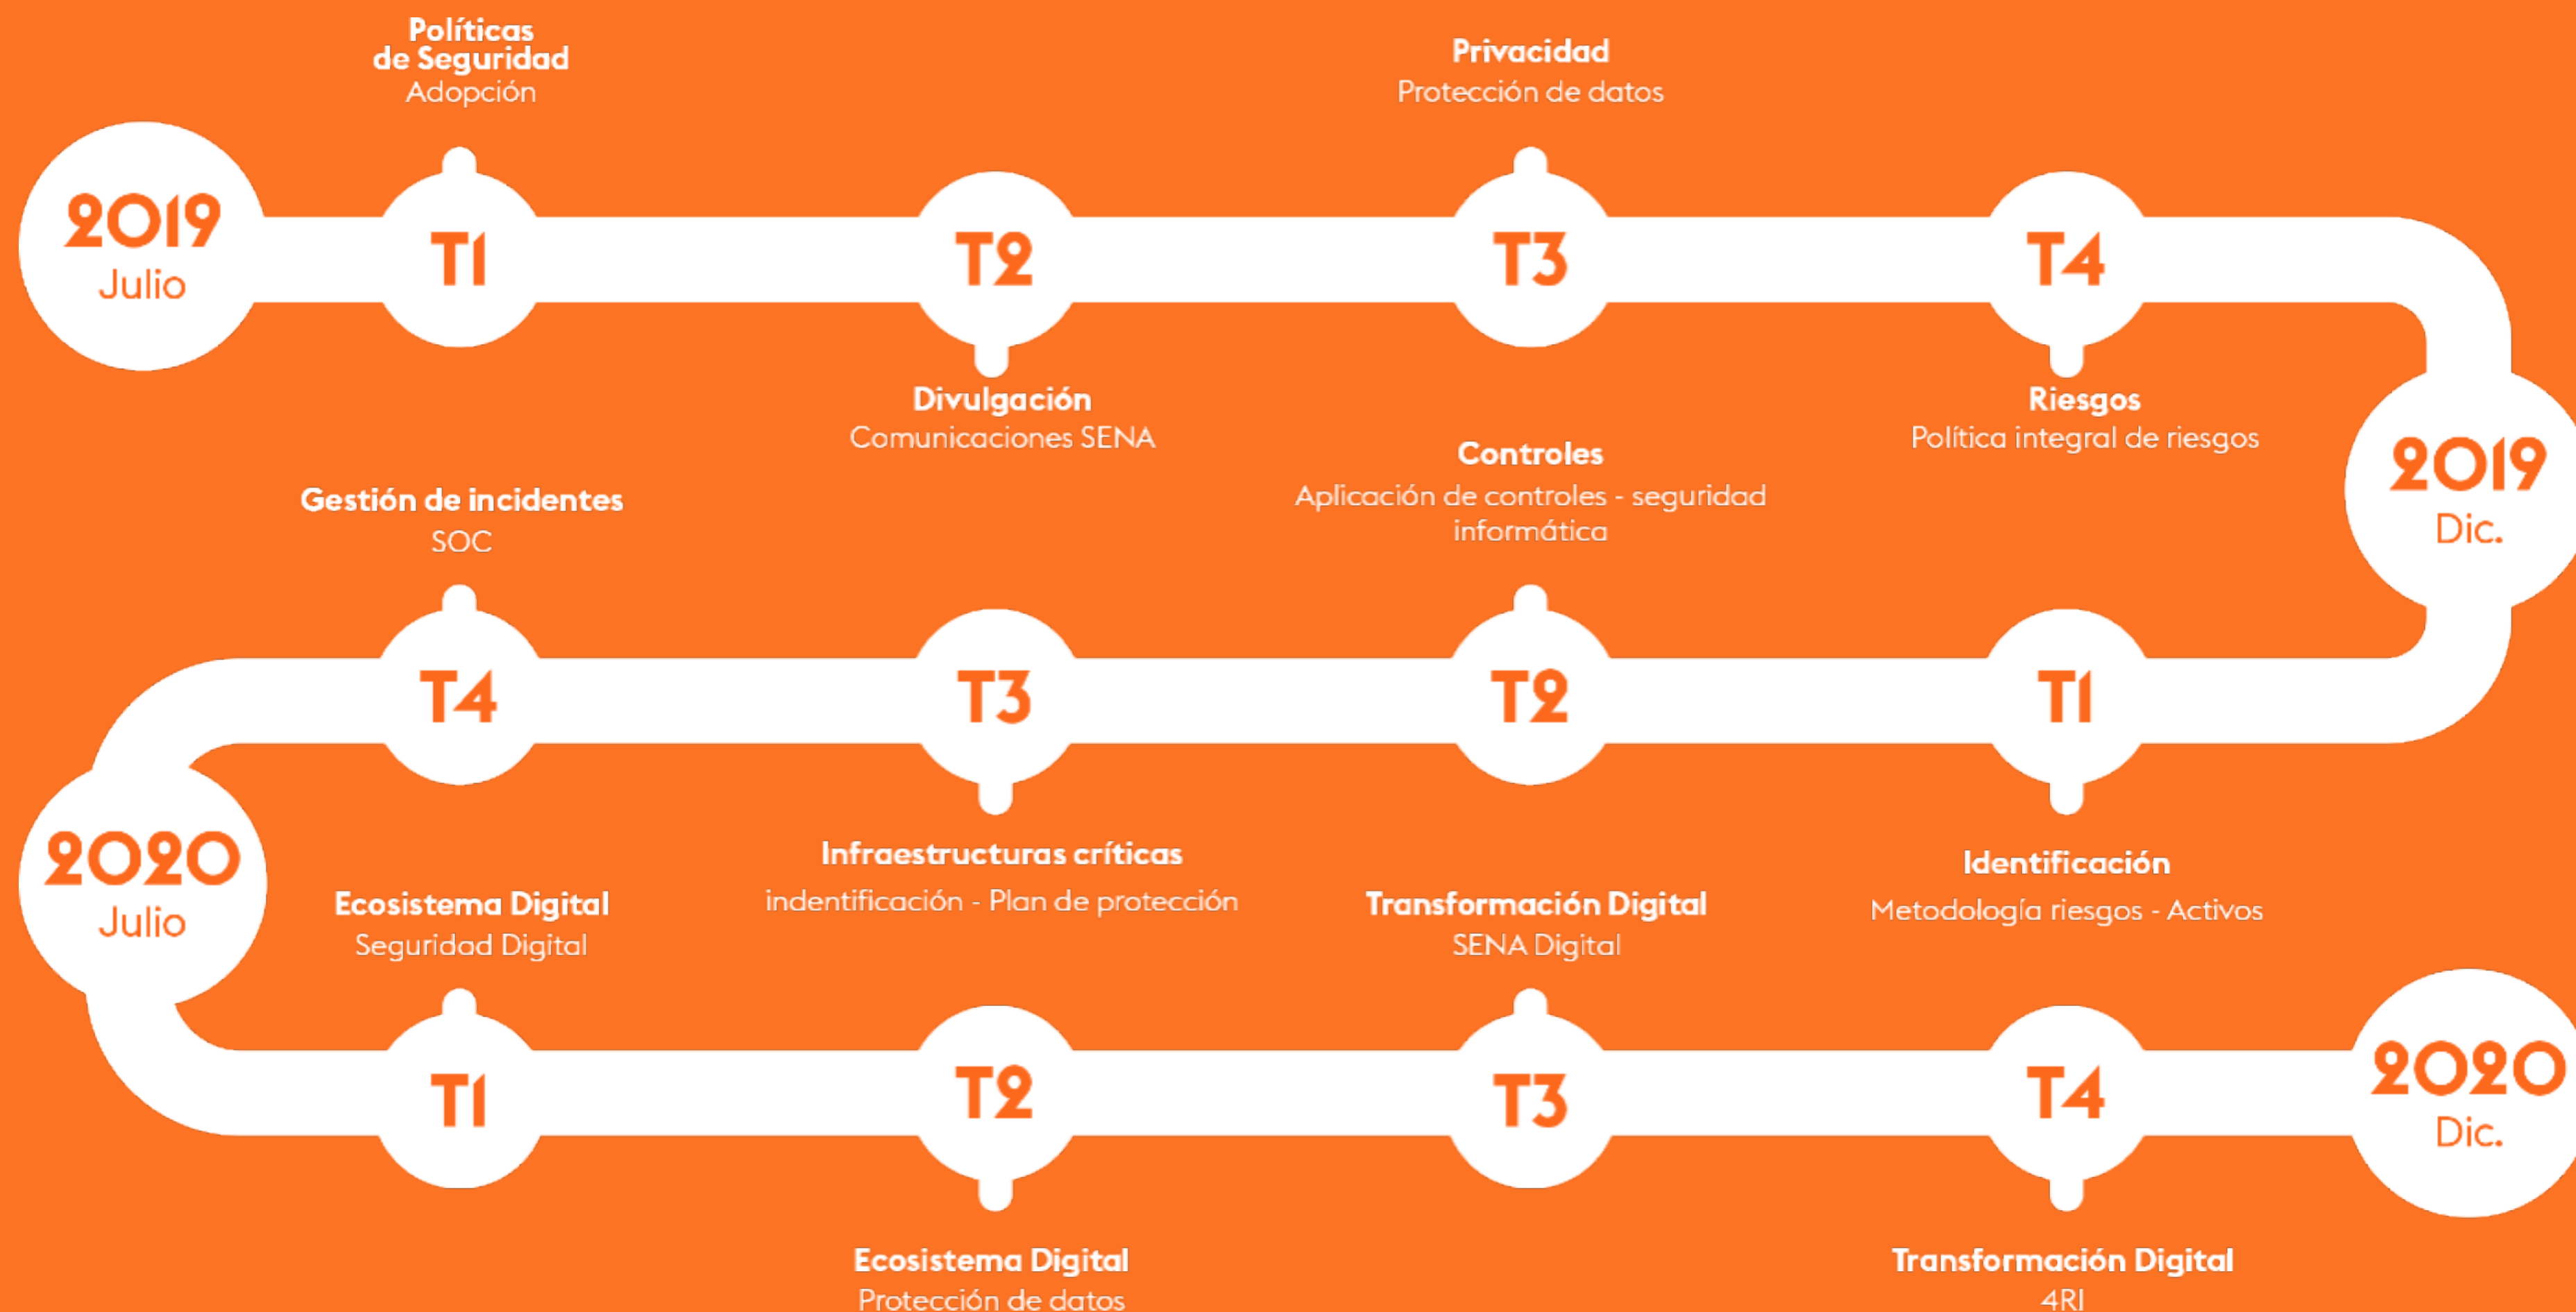 Políticas
de Seguridad
Adopción
Privacidad
Protección de datos
2019
Julio
T1
T2
T3
T4
Divulgación
Comunicaciones SENA
Riesgos
Política integral de riesgos
2019
Dic.
Gestión de incidentes
SOC
Controles
Aplicación de controles - seguridad
informática
T4
T3
T2
T1
2020
Julio
Infraestructuras críticas
indentificación - Plan de protección
Identificación
Metodología riesgos - Activos
Ecosistema Digital
Seguridad Digital
Transformación Digital
SENA Digital
T1
T2
T3
T4
2020
Dic.
Ecosistema Digital
Protección de datos
Transformación Digital
4RI